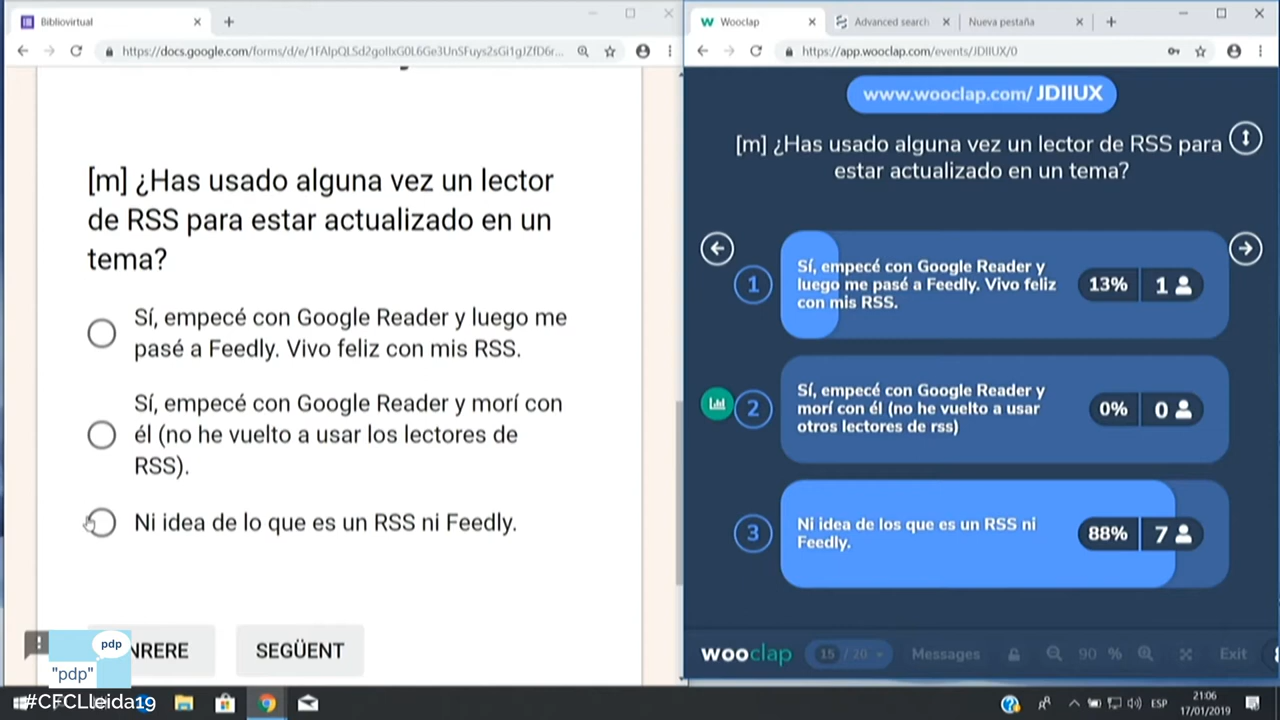 Bibliovirtual
https://docs.google.com/forms/d/e/1FAIpQLSd2golIxG0L6Ge3UnSFuys2sGi1gJZfD6r...
[m] ¿Has usado alguna vez un lector
de RSS para estar actualizado en un
tema?
Sí, empecé con Google Reader y luego me
pasé a Feedly. Vivo feliz con mis RSS.
Sí, empecé con Google Reader y morí con
él (no he vuelto a usar los lectores de
RSS).
Ni idea de lo que es un RSS ni Feedly.
NRERE
SEGÜENT
pdp
"pdp"
#CFCLleida19
Wooclap
Advanced search
Nueva pestaña
https://app.wooclap.com/events/JDIIUX/0
www.wooclap.com/ JDIIUX
[m] ¿Has usado alguna vez un lector de RSS para
estar actualizado en un tema?
1
Sí, empecé con Google Reader y
luego me pasé a Feedly. Vivo feliz
con mis RSS.
13% 1
2
Sí, empecé con Google Reader y
morí con él (no he vuelto a usar
otros lectores de rss)
0% 0
3
Ni idea de los que es un RSS ni
Feedly.
88% 7
wooclap
15 / 20
Messages
90 %
Exit
ESP
21:06
17/01/2019